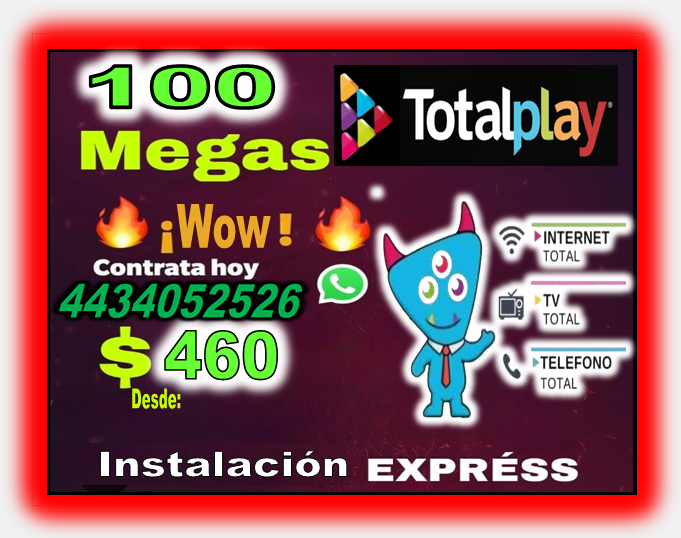 100
Megas
Totalplay®
¡Wow!
Contrata hoy
4434052526
$460
Desde:
INTERNET
TOTAL
TV
TOTAL
TELEFONO
TOTAL
Instalación EXPRÉSS